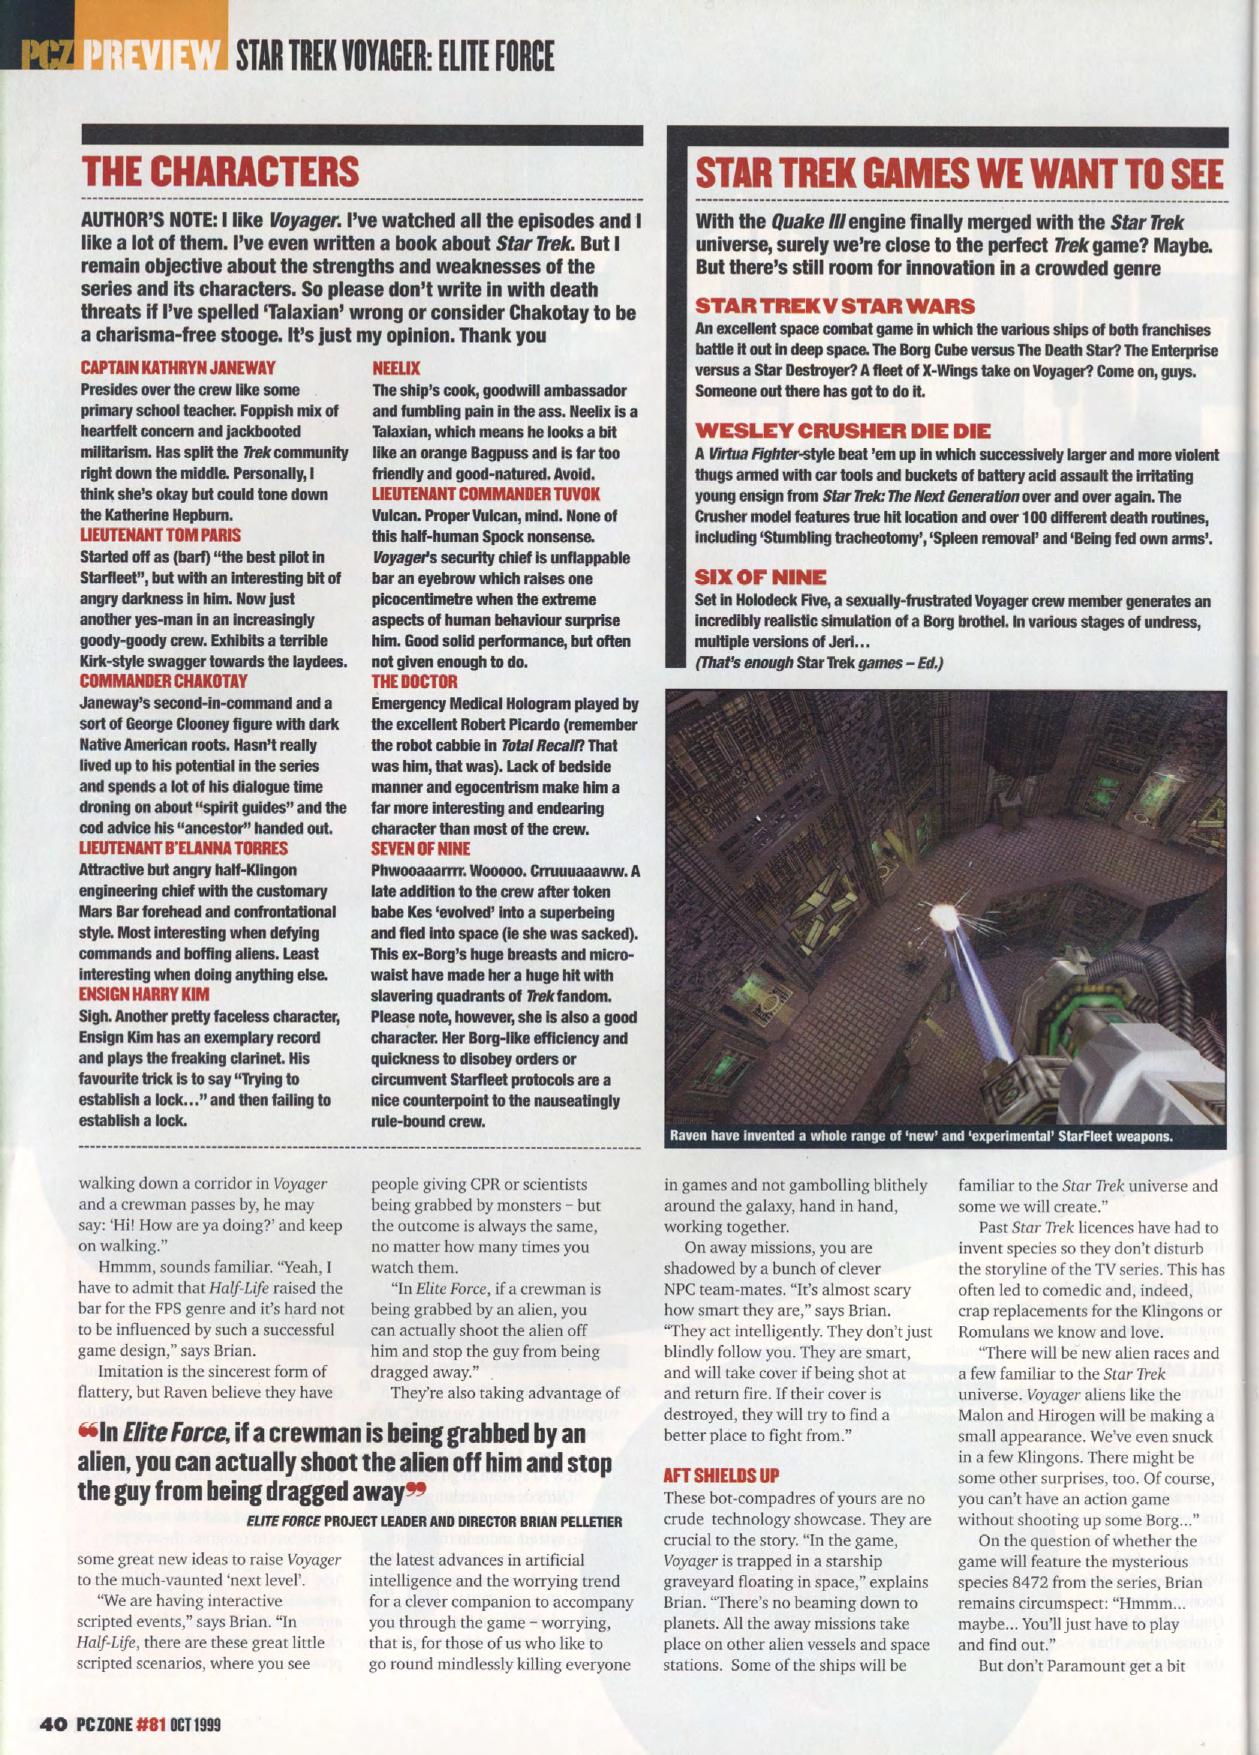 PCZ PREVIEW STAR TREK VOYAGER: ELITE FORCE
THE CHARACTERS
AUTHOR'S NOTE: I like Voyager. I've watched all the episodes and I
like a lot of them. I've even written a book about Star Trek. But I
remain objective about the strengths and weaknesses of the
series and its characters. So please don't write in with death
threats if I've spelled 'Talaxian' wrong or consider Chakotay to be
a charisma-free stooge. It's just my opinion. Thank you
CAPTAIN KATHRYN JANEWAY
Presides over the crew like some
primary school teacher. Foppish mix of
heartfelt concern and jackbooted
militarism. Has split the Trek community
right down the middle. Personally, I
think she's okay but could tone down
the Katherine Hepburn.
LIEUTENANT TOM PARIS
Started off as (barf) "the best pilot in
Starfleet", but with an interesting bit of
angry darkness in him. Now just
another yes-man in an increasingly
goody-goody crew. Exhibits a terrible
Kirk-style swagger towards the laydees.
COMMANDER CHAKOTAY
Janeway's second-in-command and a
sort of George Clooney figure with dark
Native American roots. Hasn't really
lived up to his potential in the series
and spends a lot of his dialogue time
droning on about "spirit guides" and the
cod advice his "ancestor" handed out.
LIEUTENANT B'ELANNA TORRES
Attractive but angry half-Klingon
engineering chief with the customary
Mars Bar forehead and confrontational
style. Most interesting when defying
commands and boffing aliens. Least
interesting when doing anything else.
ENSIGN HARRY KIM
Sigh. Another pretty faceless character,
Ensign Kim has an exemplary record
and plays the freaking clarinet. His
favourite trick is to say "Trying to
establish a lock..." and then failing to
establish a lock.
NEELIX
The ship's cook, goodwill ambassador
and fumbling pain in the ass. Neelix is a
Talaxian, which means he looks a bit
like an orange Bagpuss and is far too
friendly and good-natured. Avoid.
LIEUTENANT COMMANDER TUVOK
Vulcan. Proper Vulcan, mind. None of
this half-human Spock nonsense.
Voyager's security chief is unflappable
bar an eyebrow which raises one
picocentimetre when the extreme
aspects of human behaviour surprise
him. Good solid performance, but often
not given enough to do.
THE DOCTOR
Emergency Medical Hologram played by
the excellent Robert Picardo (remember
the robot cabbie in Total Recall? That
was him, that was). Lack of bedside
manner and egocentrism make him a
far more interesting and endearing
character than most of the crew.
SEVEN OF NINE
Phwooaaarrrr. Wooooo. Crruuuaaaww. A
late addition to the crew after token
babe Kes 'evolved' into a superbeing
and fled into space (ie she was sacked).
This ex-Borg's huge breasts and micro-
waist have made her a huge hit with
slavering quadrants of Trek fandom.
Please note, however, she is also a good
character. Her Borg-like efficiency and
quickness to disobey orders or
circumvent Starfleet protocols are a
nice counterpoint to the nauseatingly
rule-bound crew.
STAR TREK GAMES WE WANT TO SEE
With the Quake III engine finally merged with the Star Trek
universe, surely we're close to the perfect Trek game? Maybe.
But there's still room for innovation in a crowded genre
STAR TREK V STAR WARS
An excellent space combat game in which the various ships of both franchises
battle it out in deep space. The Borg Cube versus The Death Star? The Enterprise
versus a Star Destroyer? A fleet of X-Wings take on Voyager? Come on, guys.
Someone out there has got to do it.
WESLEY CRUSHER DIE DIE
A Virtua Fighter-style beat 'em up in which successively larger and more violent
thugs armed with car tools and buckets of battery acid assault the irritating
young ensign from Star Trek: The Next Generation over and over again. The
Crusher model features true hit location and over 100 different death routines,
including 'Stumbling tracheotomy', 'Spleen removal' and 'Being fed own arms'.
SIX OF NINE
Set in Holodeck Five, a sexually-frustrated Voyager crew member generates an
incredibly realistic simulation of a Borg brothel. In various stages of undress,
multiple versions of Jeri...
(That's enough Star Trek games – Ed.)
Raven have invented a whole range of 'new' and 'experimental' StarFleet weapons.
walking down a corridor in Voyager
and a crewman passes by, he may
say: 'Hi! How are ya doing?' and keep
on walking."
Hmmm, sounds familiar. "Yeah, I
have to admit that Half-Life raised the
bar for the FPS genre and it's hard not
to be influenced by such a successful
game design," says Brian.
Imitation is the sincerest form of
flattery, but Raven believe they have
"In Elite Force, if a crewman is being grabbed by an
alien, you can actually shoot the alien off him and stop
the guy from being dragged away"
ELITE FORCE PROJECT LEADER AND DIRECTOR BRIAN PELLETIER
some great new ideas to raise Voyager
to the much-vaunted 'next level'.
"We are having interactive
scripted events," says Brian. "In
Half-Life, there are these great little
scripted scenarios, where you see
people giving CPR or scientists
being grabbed by monsters – but
the outcome is always the same,
no matter how many times you
watch them.
"In Elite Force, if a crewman is
being grabbed by an alien, you
can actually shoot the alien off
him and stop the guy from being
dragged away."
They're also taking advantage of
the latest advances in artificial
intelligence and the worrying trend
for a clever companion to accompany
you through the game – worrying,
that is, for those of us who like to
go round mindlessly killing everyone
in games and not gambolling blithely
around the galaxy, hand in hand,
working together.
On away missions, you are
shadowed by a bunch of clever
NPC team-mates. "It's almost scary
how smart they are," says Brian.
"They act intelligently. They don't just
blindly follow you. They are smart,
and will take cover if being shot at
and return fire. If their cover is
destroyed, they will try to find a
better place to fight from."
AFT SHIELDS UP
These bot-compadres of yours are no
crude technology showcase. They are
crucial to the story. "In the game,
Voyager is trapped in a starship
graveyard floating in space," explains
Brian. "There's no beaming down to
planets. All the away missions take
place on other alien vessels and space
stations. Some of the ships will be
familiar to the Star Trek universe and
some we will create."
Past Star Trek licences have had to
invent species so they don't disturb
the storyline of the TV series. This has
often led to comedic and, indeed,
crap replacements for the Klingons or
Romulans we know and love.
"There will be new alien races and
a few familiar to the Star Trek
universe. Voyager aliens like the
Malon and Hirogen will be making a
small appearance. We've even snuck
in a few Klingons. There might be
some other surprises, too. Of course,
you can't have an action game
without shooting up some Borg..."
On the question of whether the
game will feature the mysterious
species 8472 from the series, Brian
remains circumspect: "Hmmm...
maybe... You'll just have to play
and find out."
But don't Paramount get a bit
40 PC ZONE #81 OCT 1999